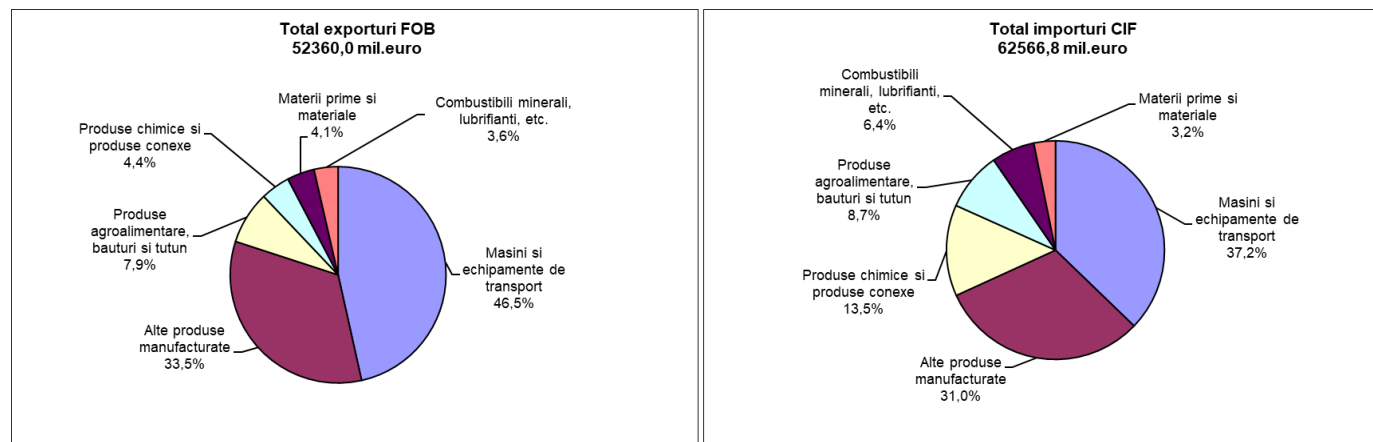 Total exporturi FOB
52360,0 mil.euro
Materii prime si
materiale
4,1%
Combustibili minerali,
lubrifianti, etc.
3,6%
Produse chimice si
produse conexe
4,4%
Produse
agroalimentare,
bauturi si tutun
7,9%
Masini si
echipamente de
transport
46,5%
Alte produse
manufacturate
33,5%
Total importuri CIF
62566,8 mil.euro
Combustibili
minerali, lubrifianti,
etc.
6,4%
Materii prime si
materiale
3,2%
Produse
agroalimentare,
bauturi si tutun
8,7%
Masini si
echipamente de
transport
37,2%
Produse chimice si
produse conexe
13,5%
Alte produse
manufacturate
31,0%